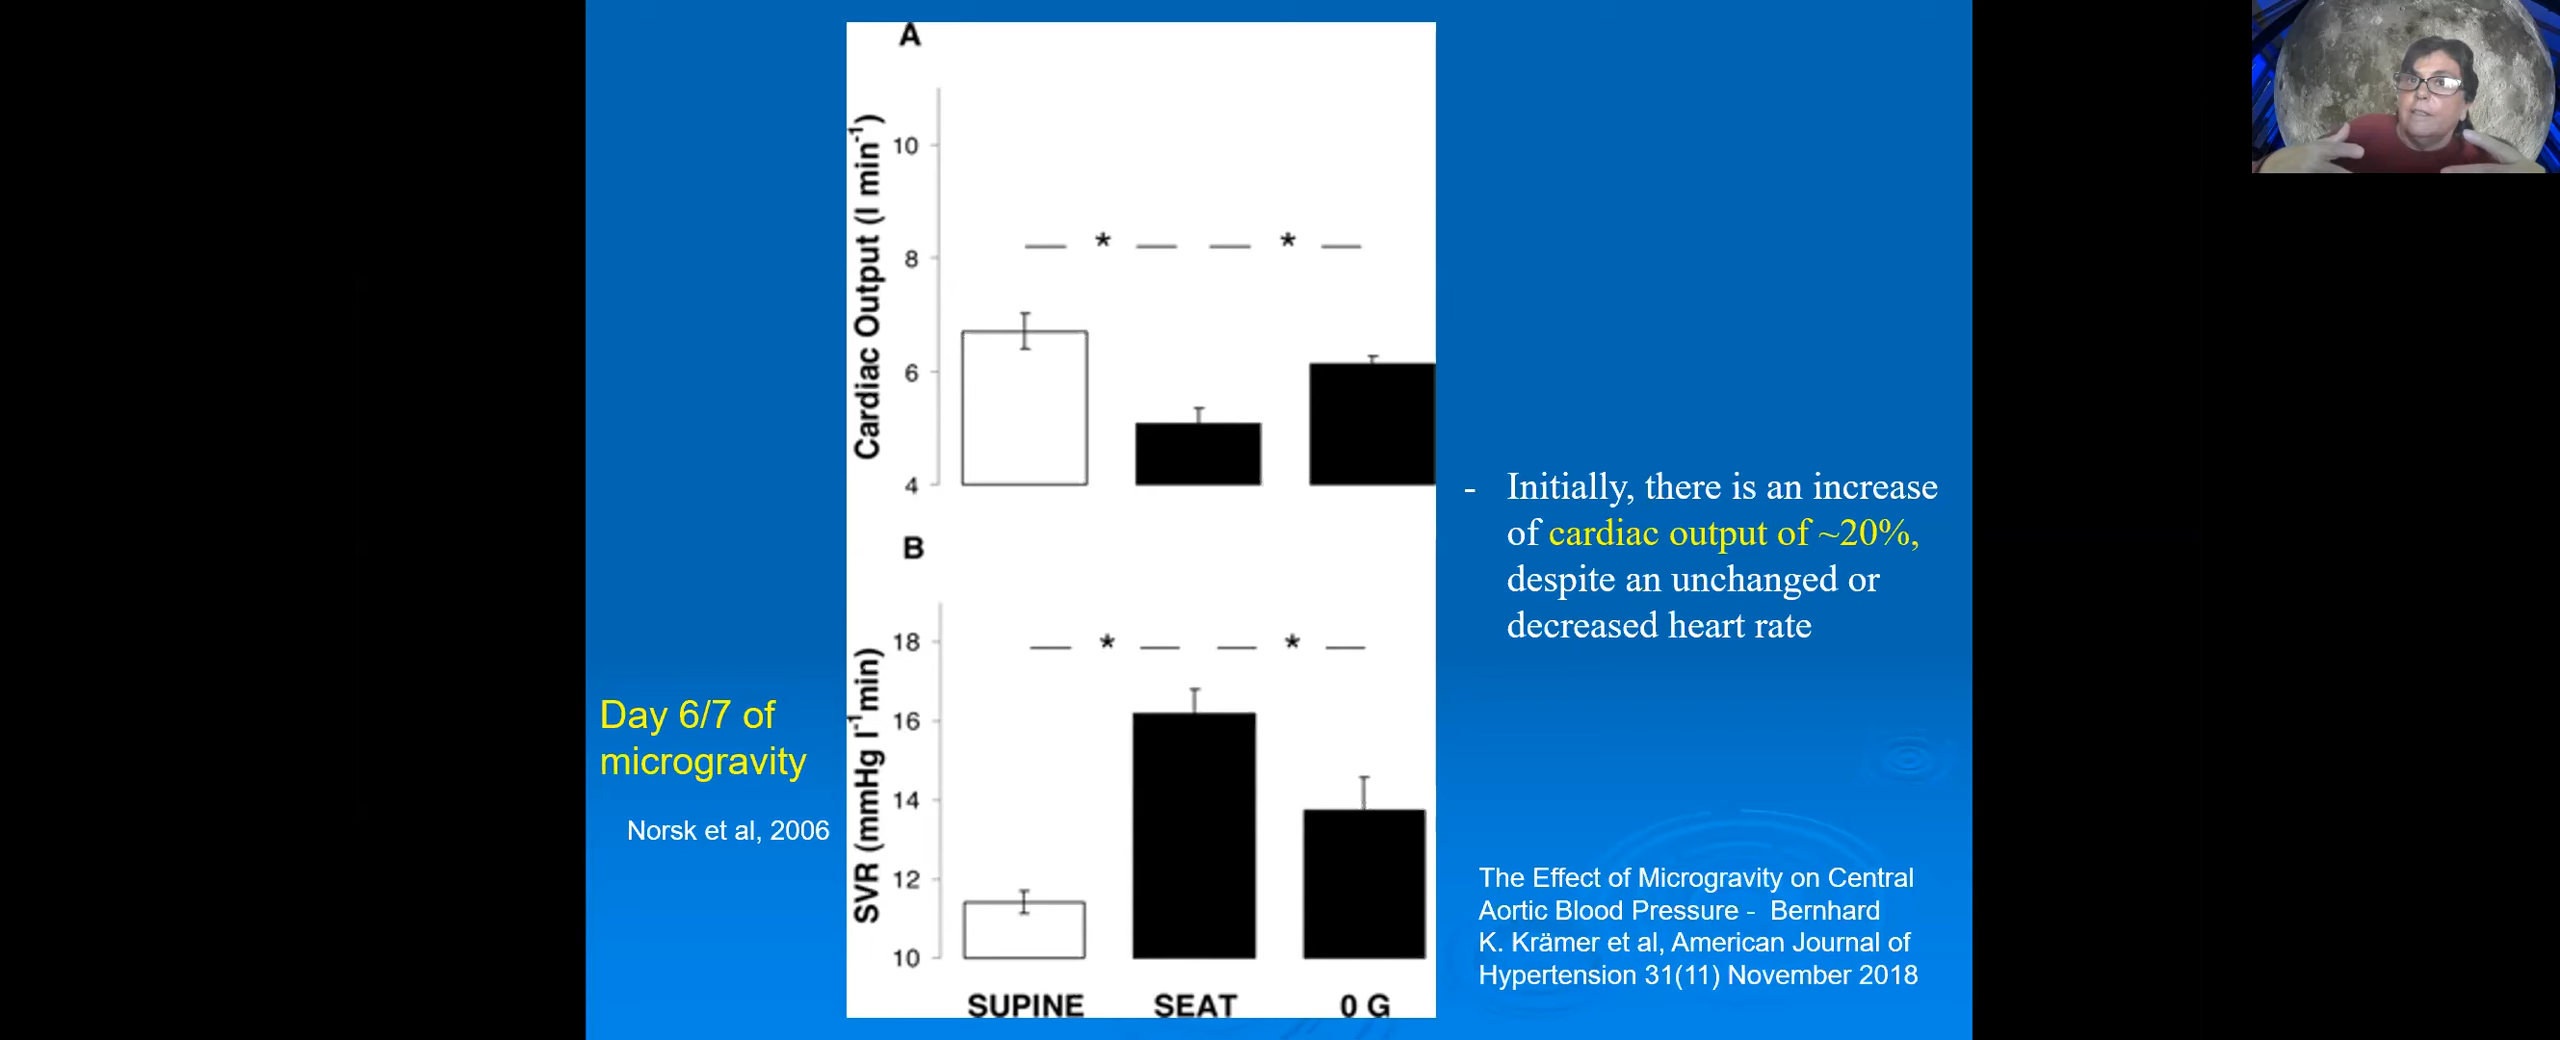 A
Cardiac Output (l min⁻¹)
10
8
6
4
* *
B
SVR (mmHg l⁻¹min)
18
16
14
12
10
* *
SUPINE SEAT 0 G
Day 6/7 of
microgravity
Norsk et al, 2006
- Initially, there is an increase
of cardiac output of ~20%,
despite an unchanged or
decreased heart rate
The Effect of Microgravity on Central
Aortic Blood Pressure - Bernhard
K. Krämer et al, American Journal of
Hypertension 31(11) November 2018